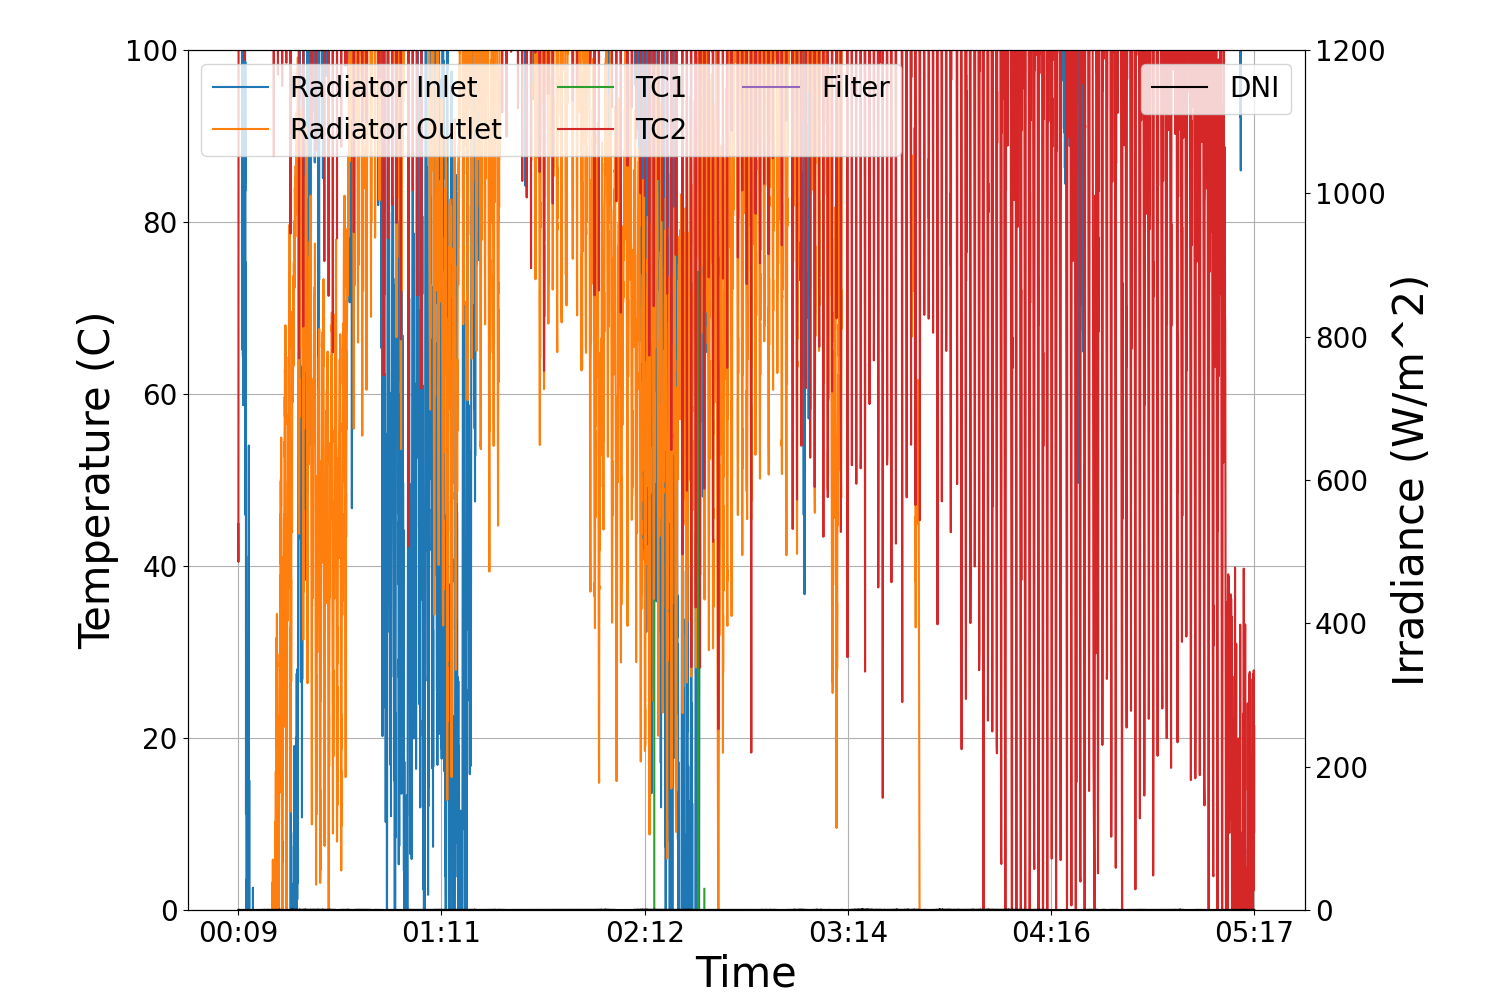 100
80
60
40
20
0
Temperature (C)
Radiator Inlet
Radiator Outlet
TC1
TC2
Filter
DNI
1200
1000
800
600
400
200
0
Irradiance (W/m^2)
00:09
01:11
02:12
03:14
04:16
05:17
Time